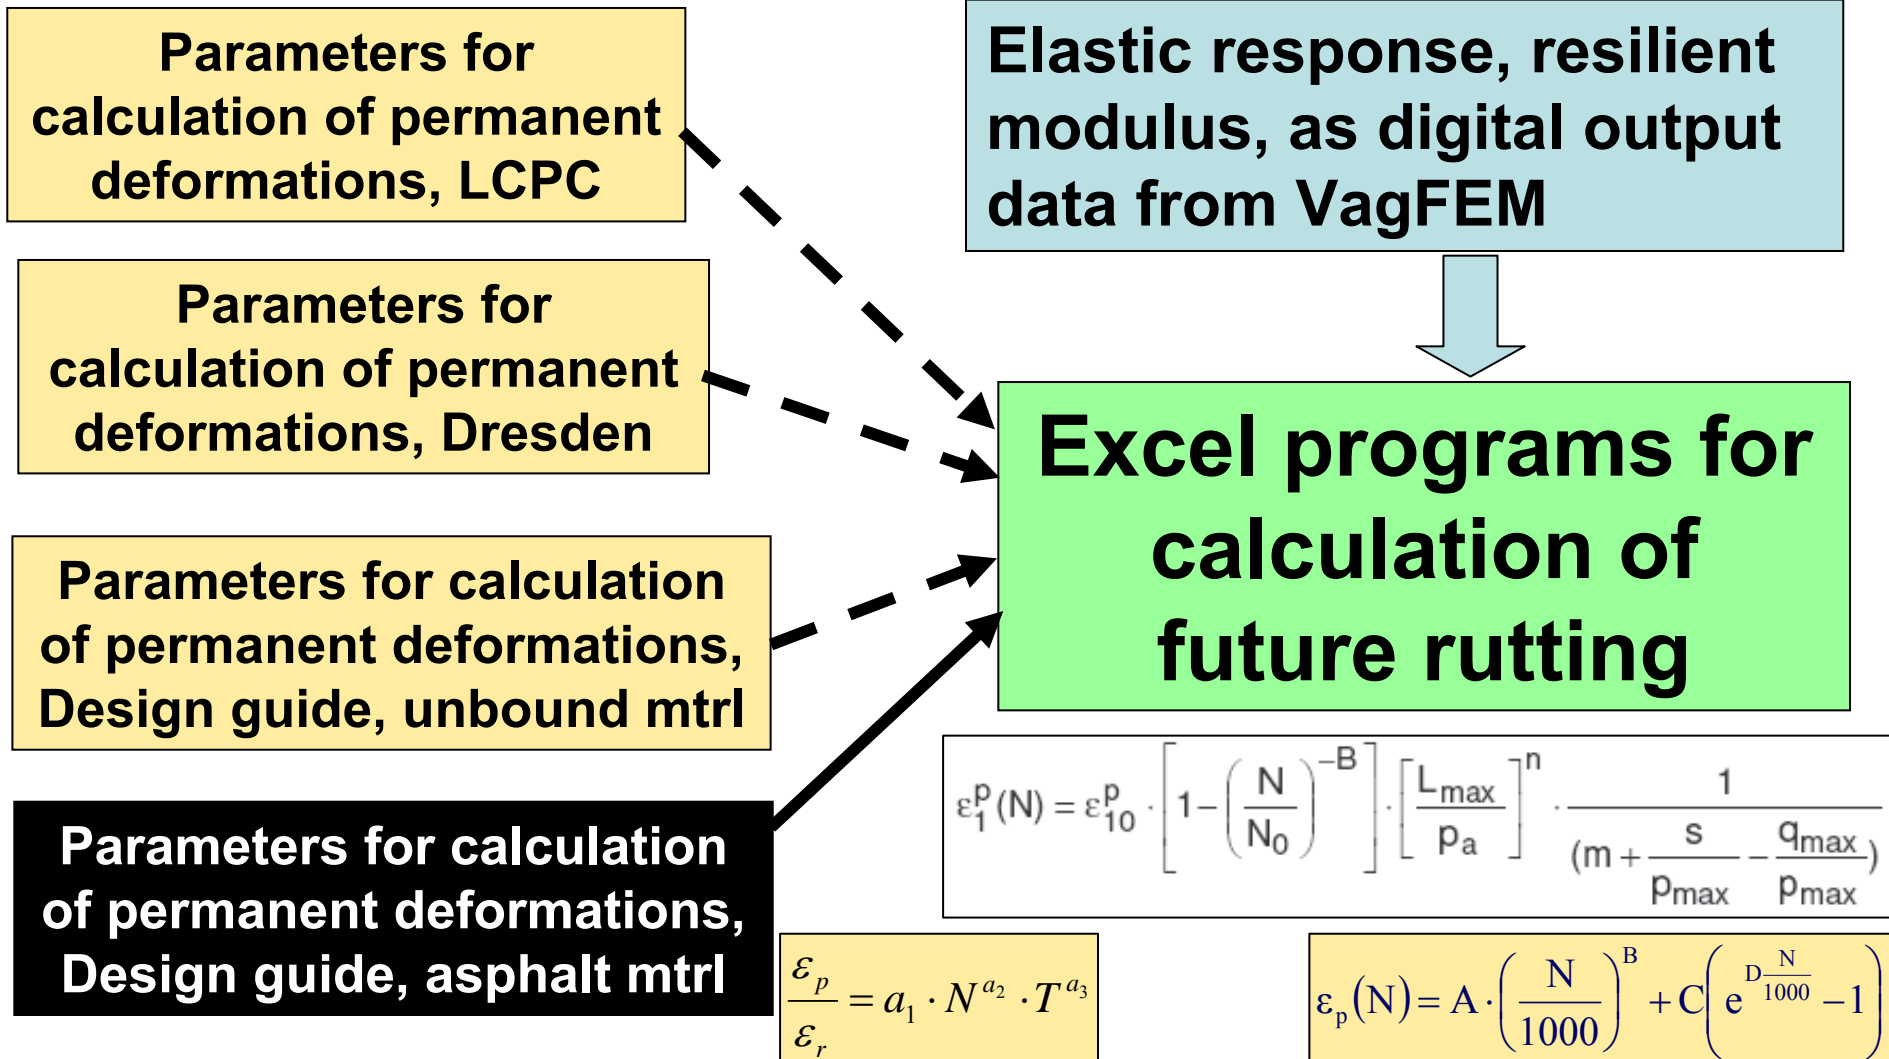 Parameters for
calculation of permanent
deformations, LCPC
Elastic response, resilient
modulus, as digital output
data from VagFEM
Parameters for
calculation of permanent
deformations, Dresden
Excel programs for
calculation of
future rutting
Parameters for calculation
of permanent deformations,
Design guide, unbound mtrl
Parameters for calculation
of permanent deformations,
Design guide, asphalt mtrl
ε₁ᵖ(N) = ε₁₀ᵖ · [1 − (N/N₀)^(−B)] · [L_max/p_a]^n · 1/(m + s/p_max − q_max/p_max)
ε_p/ε_r = a₁ · N^(a₂) · T^(a₃)
ε_p(N) = A · (N/1000)^B + C(e^(D N/1000) − 1)